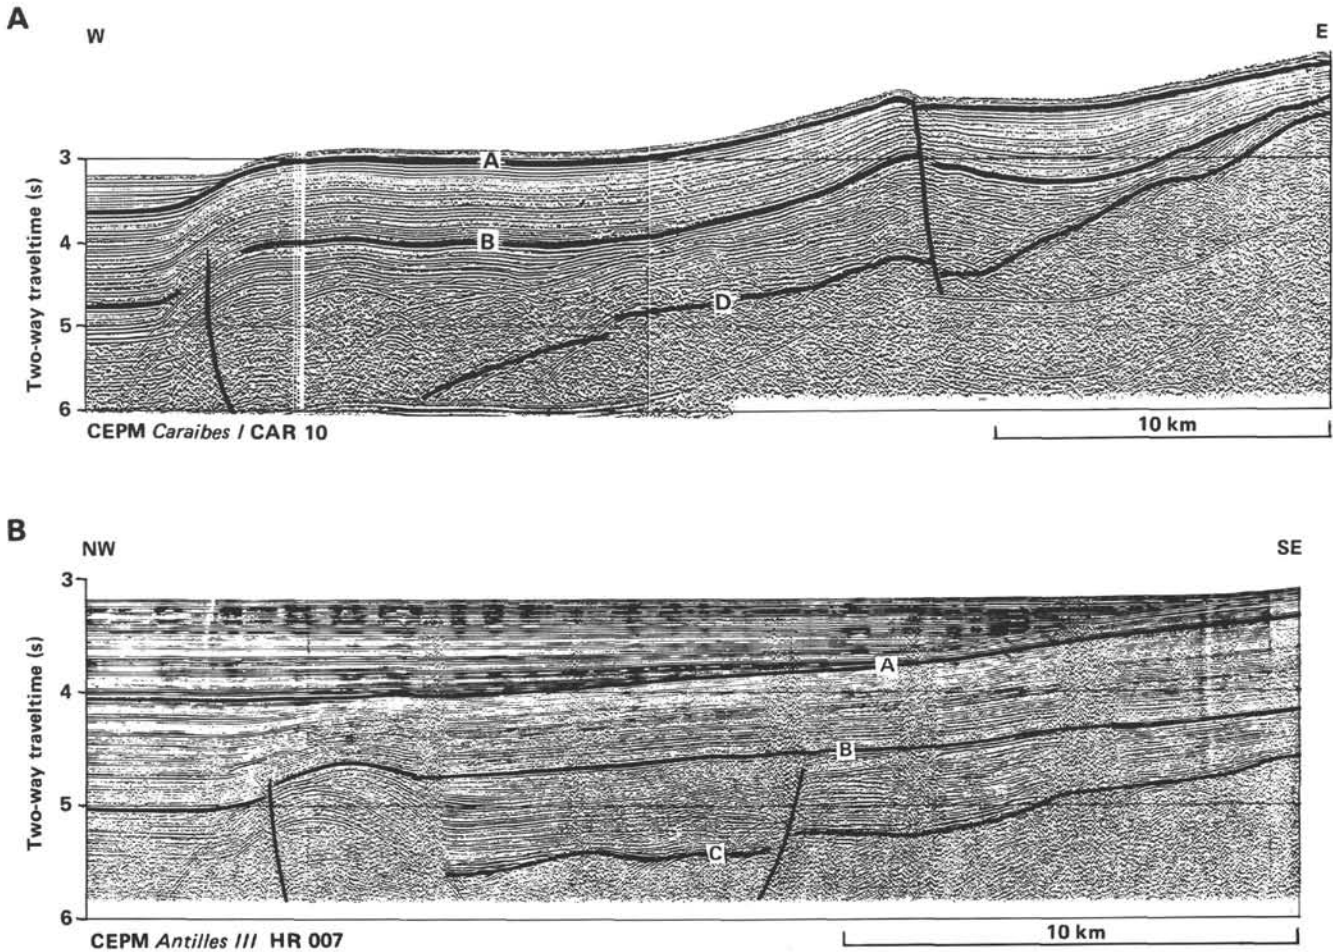 A
W E
3
A
Two-way traveltime (s)
4
B
D
5
6
CEPM Caraibes I CAR 10
10 km
B
NW SE
3
A
Two-way traveltime (s)
4
B
5
C
6
CEPM Antilles III HR 007
10 km